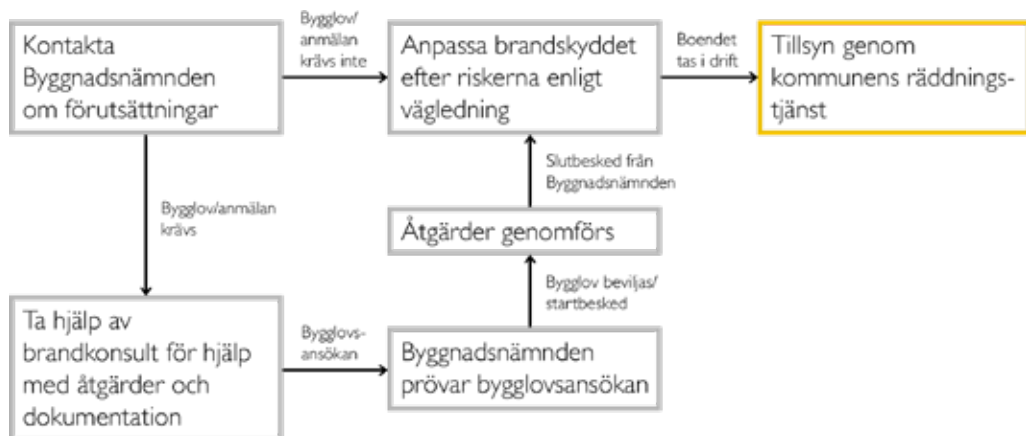 Kontakta
Byggnadsnämnden
om förutsättningar
Bygglov/
anmälan
krävs inte
Anpassa brandskyddet
efter riskerna enligt
vägledning
Boendet
tas i drift
Tillsyn genom
kommunens räddnings-
tjänst
Slutbesked från
Byggnadsnämnden
Bygglov/anmälan
krävs
Åtgärder genomförs
Bygglov beviljas/
startbesked
Ta hjälp av
brandkonsult för hjälp
med åtgärder och
dokumentation
Bygglovs-
ansökan
Byggnadsnämnden
prövar bygglovsansökan